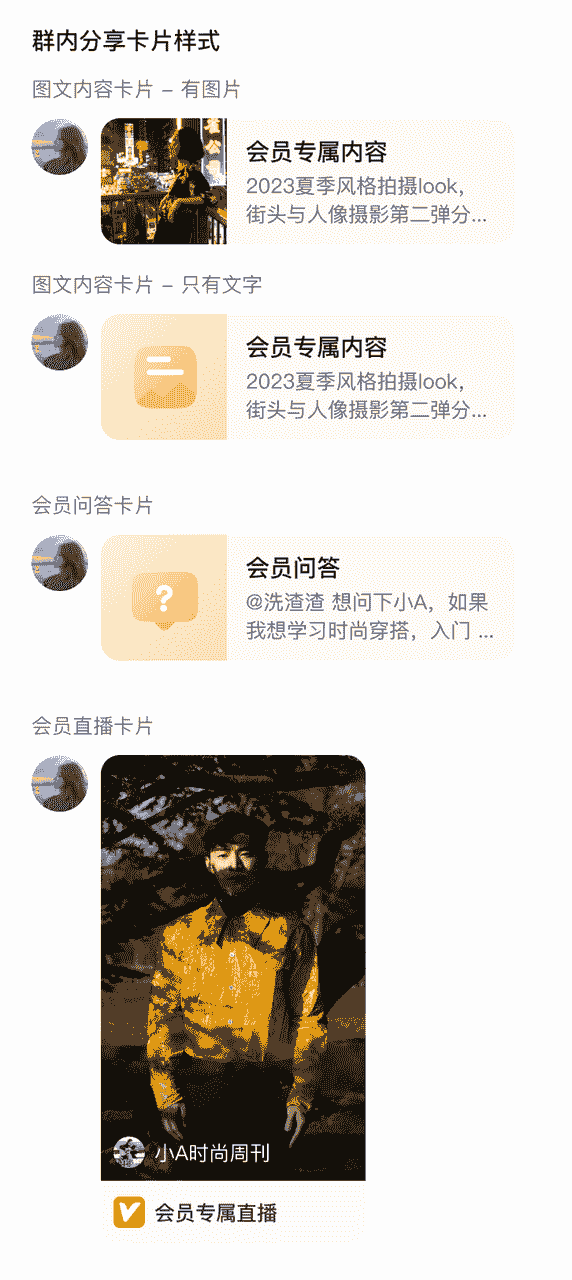 群内分享卡片样式
图文内容卡片 – 有图片
会员专属内容
2023夏季风格拍摄look，
街头与人像摄影第二弹分...
图文内容卡片 – 只有文字
会员专属内容
2023夏季风格拍摄look，
街头与人像摄影第二弹分...
会员问答卡片
?
会员问答
@洗渣渣 想问下小A，如果
我想学习时尚穿搭，入门 ...
会员直播卡片
小A时尚周刊
会员专属直播